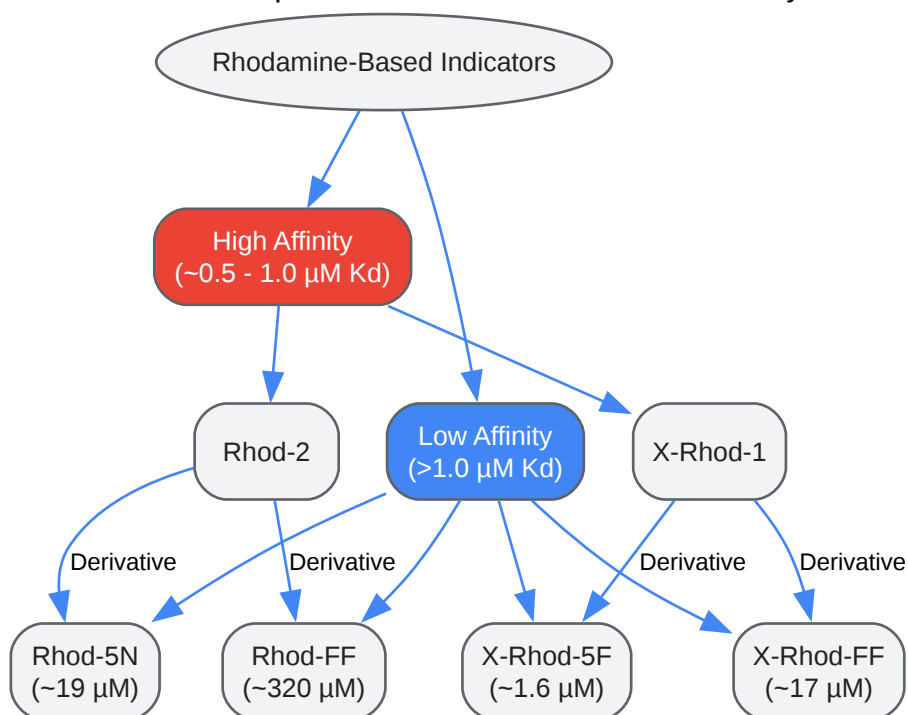 Rhodamine-Based Indicators
High Affinity
(~0.5 - 1.0 µM Kd)
Rhod-2
Low Affinity
(>1.0 µM Kd)
X-Rhod-1
Derivative
Derivative
Derivative
Derivative
Rhod-5N
(~19 µM)
Rhod-FF
(~320 µM)
X-Rhod-5F
(~1.6 µM)
X-Rhod-FF
(~17 µM)